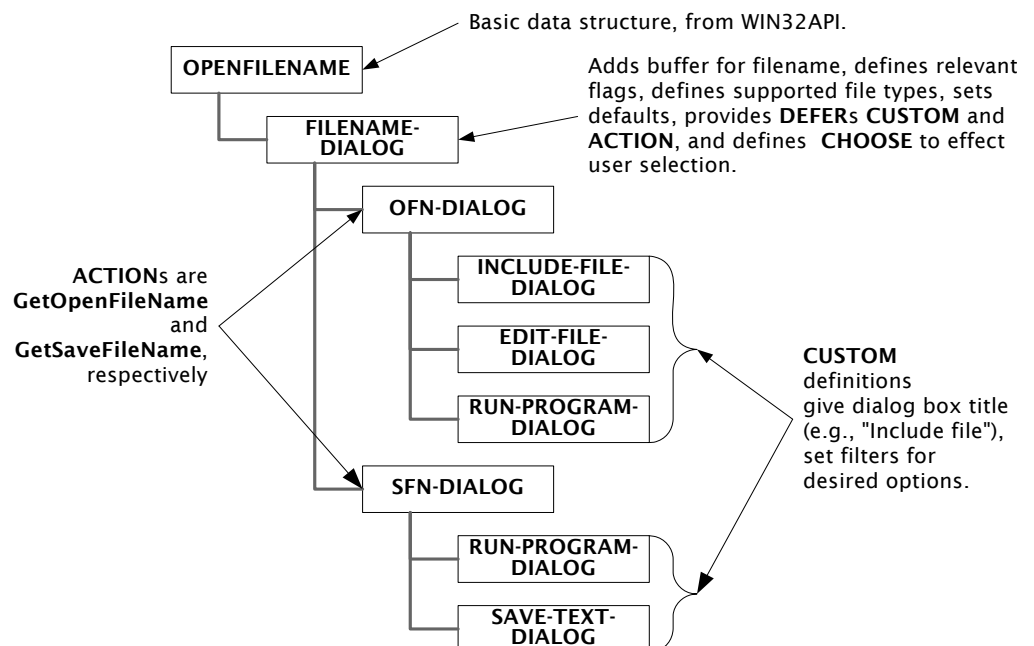 Basic data structure, from WIN32API.
OPENFILENAME
Adds buffer for filename, defines relevant
flags, defines supported file types, sets
defaults, provides DEFERs CUSTOM and
ACTION, and defines  CHOOSE to effect
user selection.
FILENAME-
DIALOG
OFN-DIALOG
ACTIONs are
GetOpenFileName
and
GetSaveFileName,
respectively
INCLUDE-FILE-
DIALOG
EDIT-FILE-
DIALOG
RUN-PROGRAM-
DIALOG
CUSTOM
definitions
give dialog box title
(e.g., "Include file"),
set filters for
desired options.
SFN-DIALOG
RUN-PROGRAM-
DIALOG
SAVE-TEXT-
DIALOG